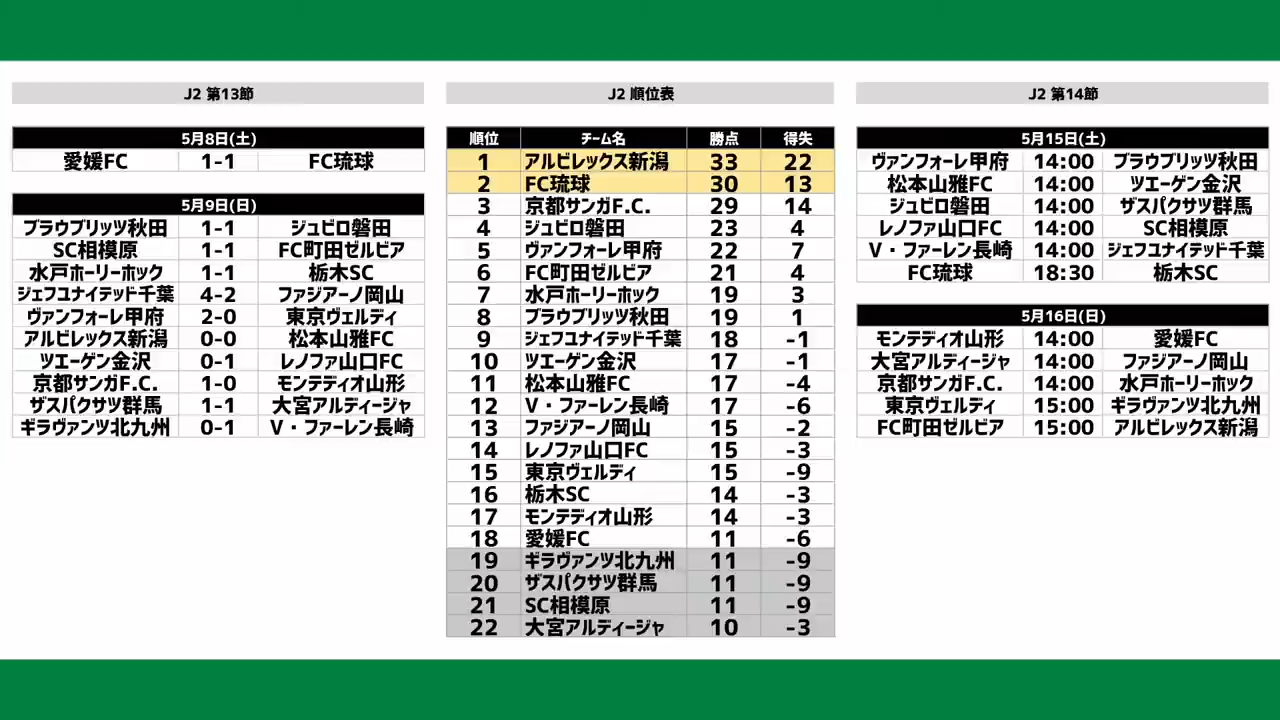 J2 第13節
5月8日(土)
愛媛FC 1-1 FC琉球
5月9日(日)
ブラウブリッツ秋田 1-1 ジュビロ磐田
SC相模原 1-1 FC町田ゼルビア
水戸ホーリーホック 1-1 栃木SC
ジェフユナイテッド千葉 4-2 ファジアーノ岡山
ヴァンフォーレ甲府 2-0 東京ヴェルディ
アルビレックス新潟 0-0 松本山雅FC
ツエーゲン金沢 0-1 レノファ山口FC
京都サンガF.C. 1-0 モンテディオ山形
ザスパクサツ群馬 1-1 大宮アルディージャ
ギラヴァンツ北九州 0-1 V・ファーレン長崎
J2 順位表
順位 チーム名 勝点 得失
1 アルビレックス新潟 33 22
2 FC琉球 30 13
3 京都サンガF.C. 29 14
4 ジュビロ磐田 23 4
5 ヴァンフォーレ甲府 22 7
6 FC町田ゼルビア 21 4
7 水戸ホーリーホック 19 3
8 ブラウブリッツ秋田 19 1
9 ジェフユナイテッド千葉 18 -1
10 ツエーゲン金沢 17 -1
11 松本山雅FC 17 -4
12 V・ファーレン長崎 17 -6
13 ファジアーノ岡山 15 -2
14 レノファ山口FC 15 -3
15 東京ヴェルディ 15 -9
16 栃木SC 14 -3
17 モンテディオ山形 14 -3
18 愛媛FC 11 -6
19 ギラヴァンツ北九州 11 -9
20 ザスパクサツ群馬 11 -9
21 SC相模原 11 -9
22 大宮アルディージャ 10 -3
J2 第14節
5月15日(土)
ヴァンフォーレ甲府 14:00 ブラウブリッツ秋田
松本山雅FC 14:00 ツエーゲン金沢
ジュビロ磐田 14:00 ザスパクサツ群馬
レノファ山口FC 14:00 SC相模原
V・ファーレン長崎 14:00 ジェフユナイテッド千葉
FC琉球 18:30 栃木SC
5月16日(日)
モンテディオ山形 14:00 愛媛FC
大宮アルディージャ 14:00 ファジアーノ岡山
京都サンガF.C. 14:00 水戸ホーリーホック
東京ヴェルディ 15:00 ギラヴァンツ北九州
FC町田ゼルビア 15:00 アルビレックス新潟